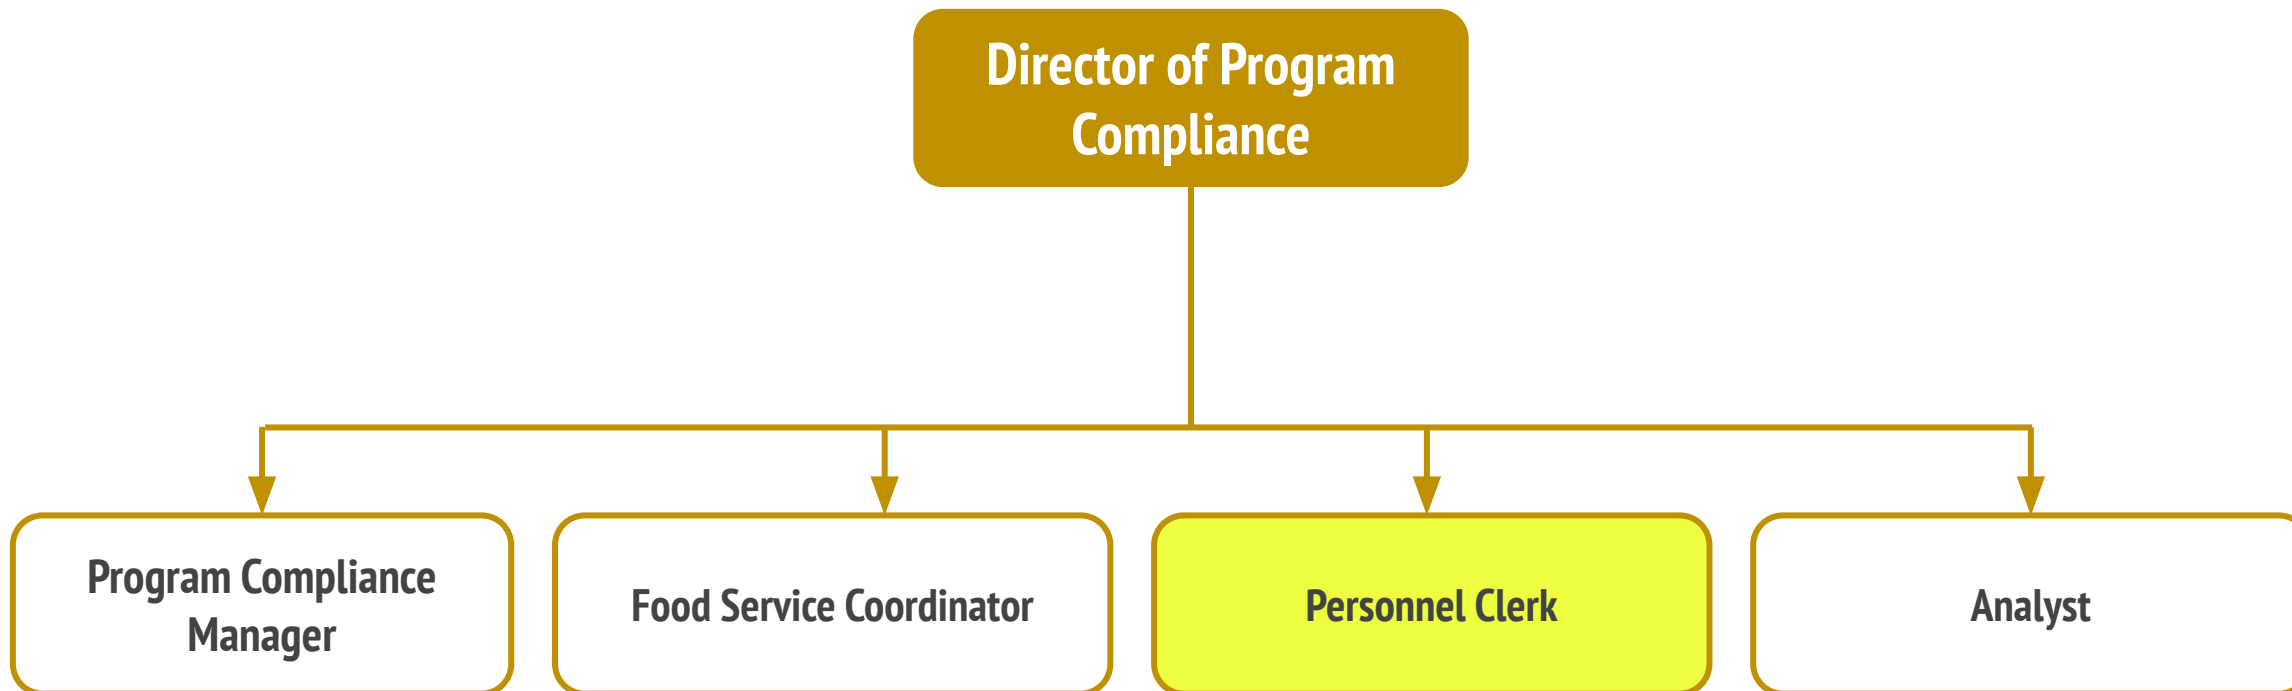 Director of Program
Compliance
Program Compliance
Manager
Food Service Coordinator
Personnel Clerk
Analyst